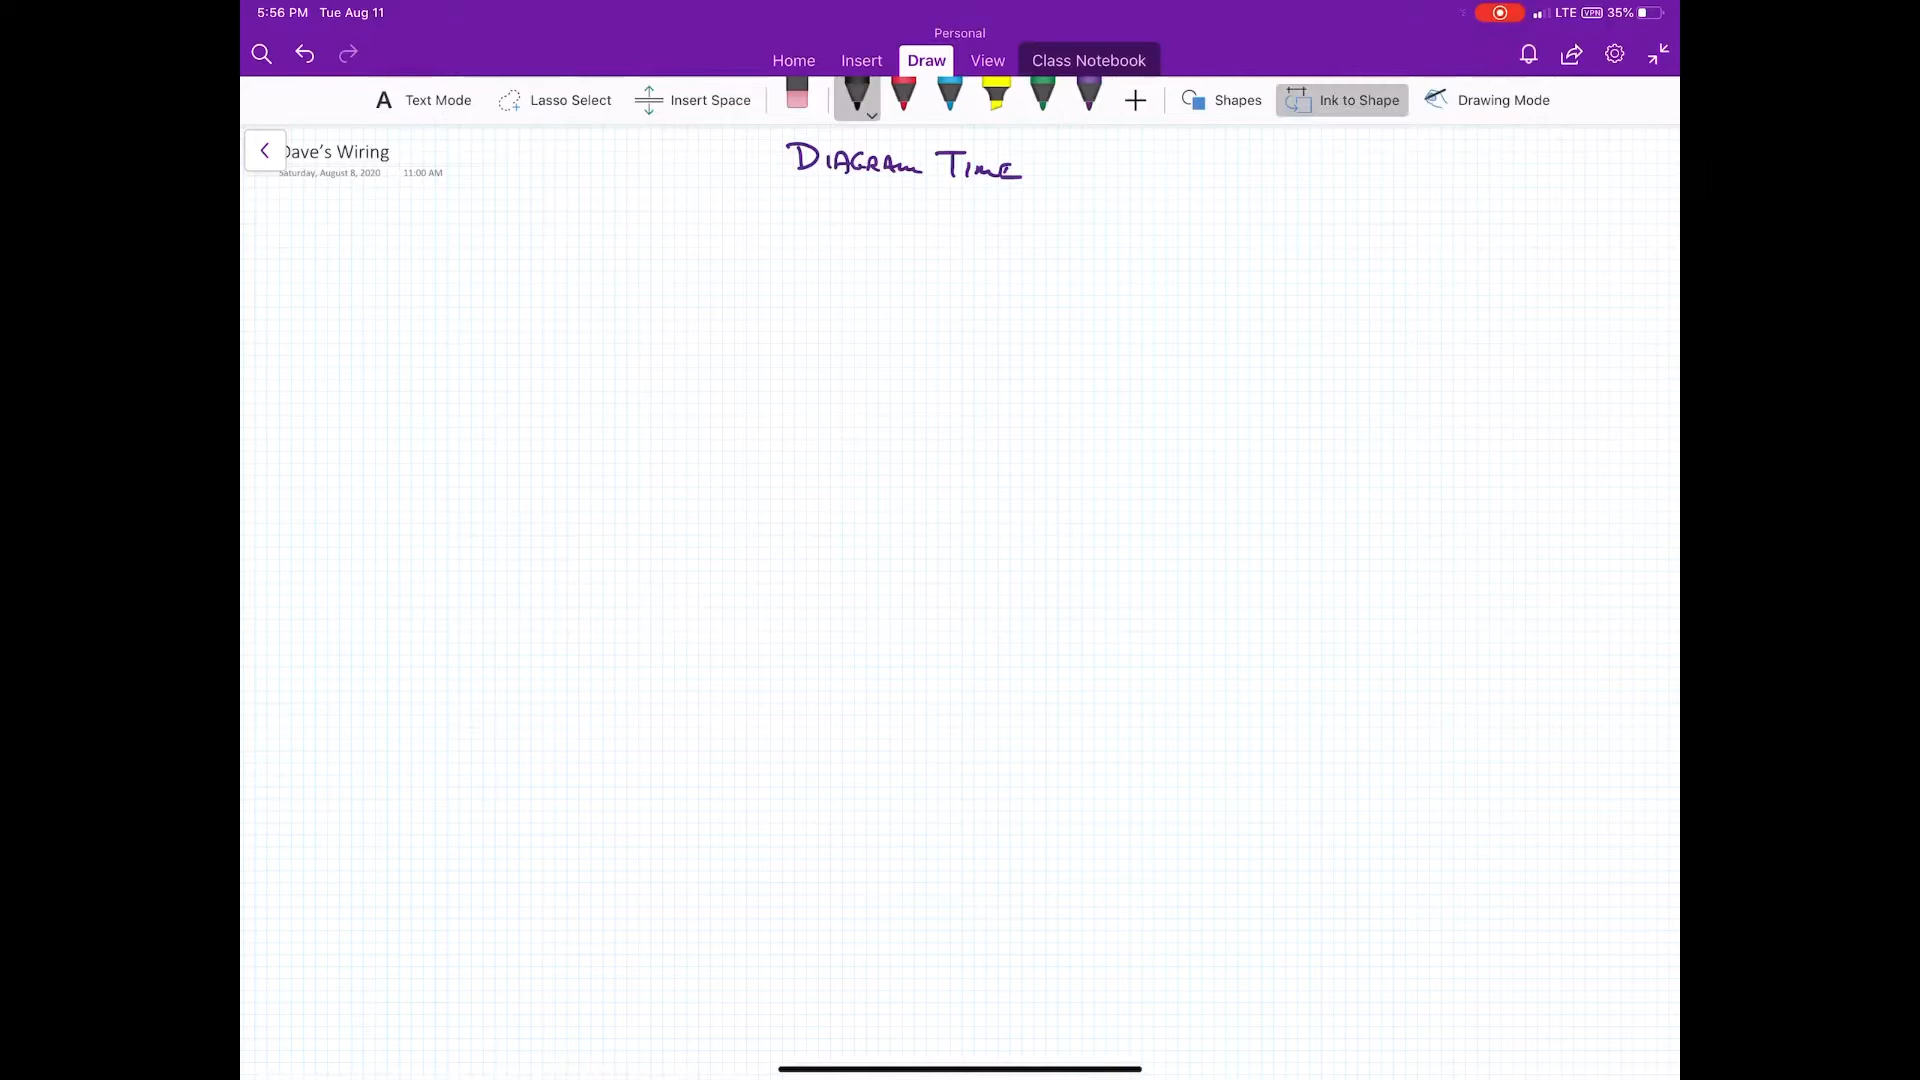 5:56 PM Tue Aug 11
LTE VPN 35%
Personal
Home Insert Draw View Class Notebook
A Text Mode Lasso Select Insert Space Shapes Ink to Shape Drawing Mode
Dave's Wiring
Saturday, August 8, 2020 11:00 AM
DIAGRAM TIME